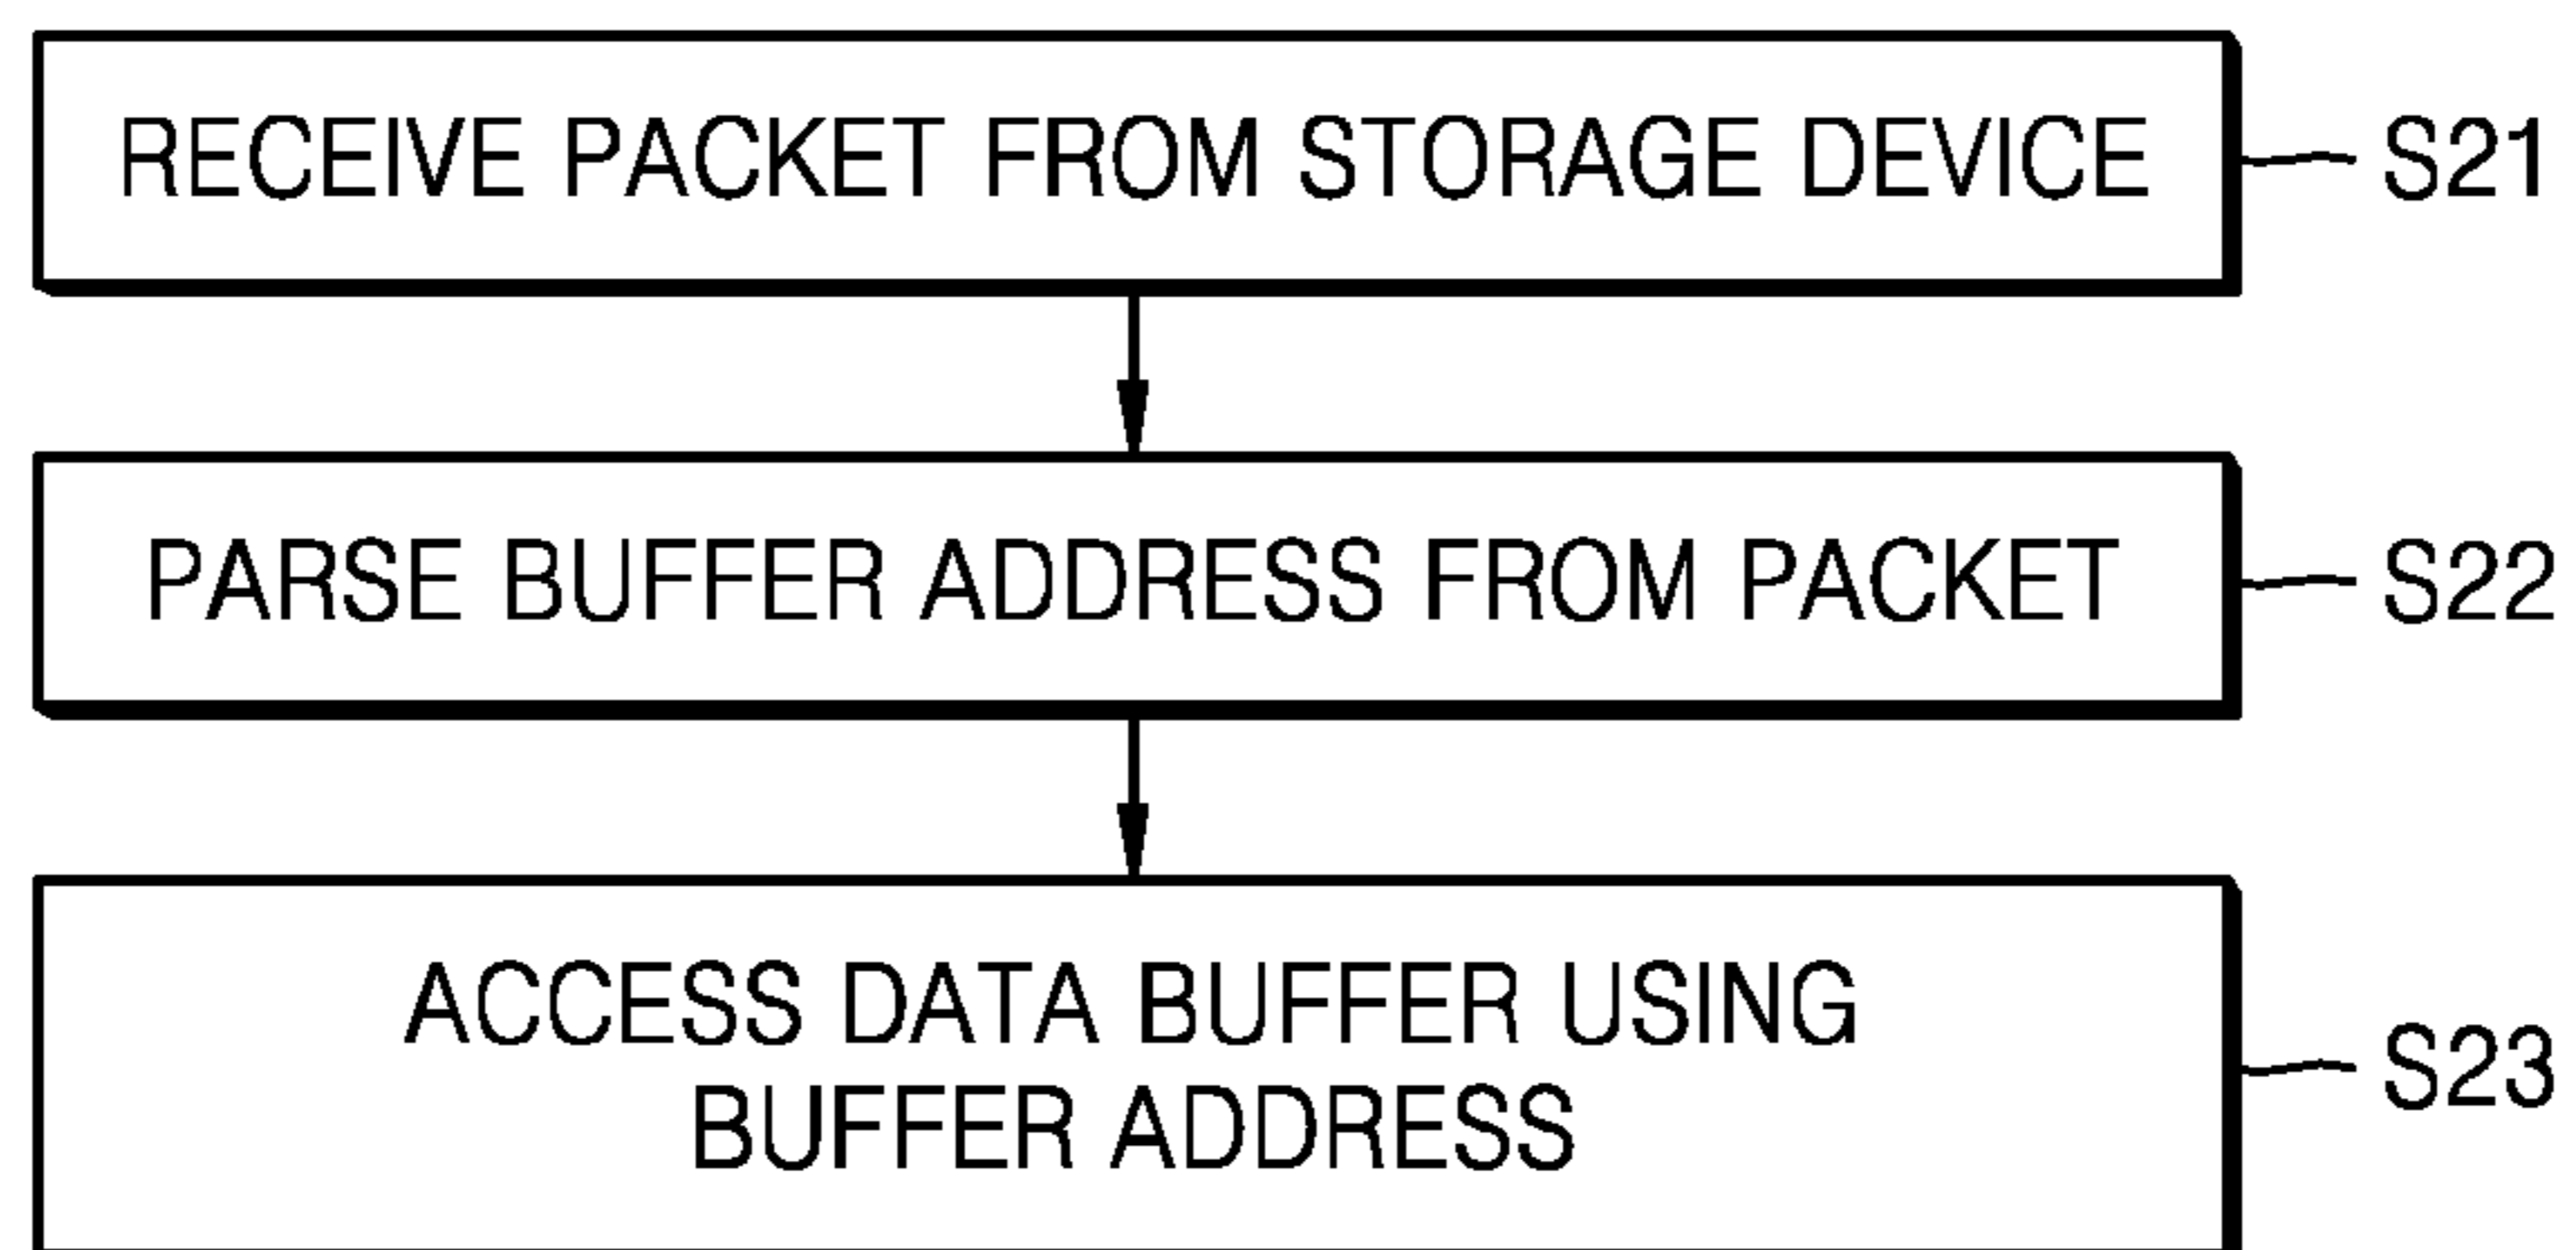 RECEIVE PACKET FROM STORAGE DEVICE S21
PARSE BUFFER ADDRESS FROM PACKET S22
ACCESS DATA BUFFER USING
BUFFER ADDRESS
S23